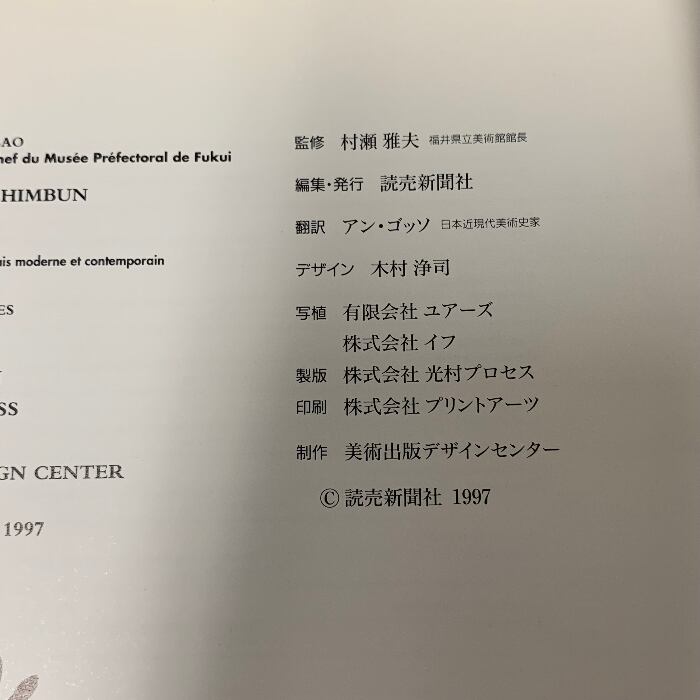 AO
hef du Musée Préfectoral de Fukui
HIMBUN
is moderne et contemporain
ES
SS
GN CENTER
1997
監修 村瀬 雅夫 福井県立美術館館長
編集・発行 読売新聞社
翻訳 アン・ゴッソ 日本近現代美術史家
デザイン 木村 浄司
写植 有限会社 ユアーズ
株式会社 イフ
製版 株式会社 光村プロセス
印刷 株式会社 プリントアーツ
制作 美術出版デザインセンター
© 読売新聞社 1997